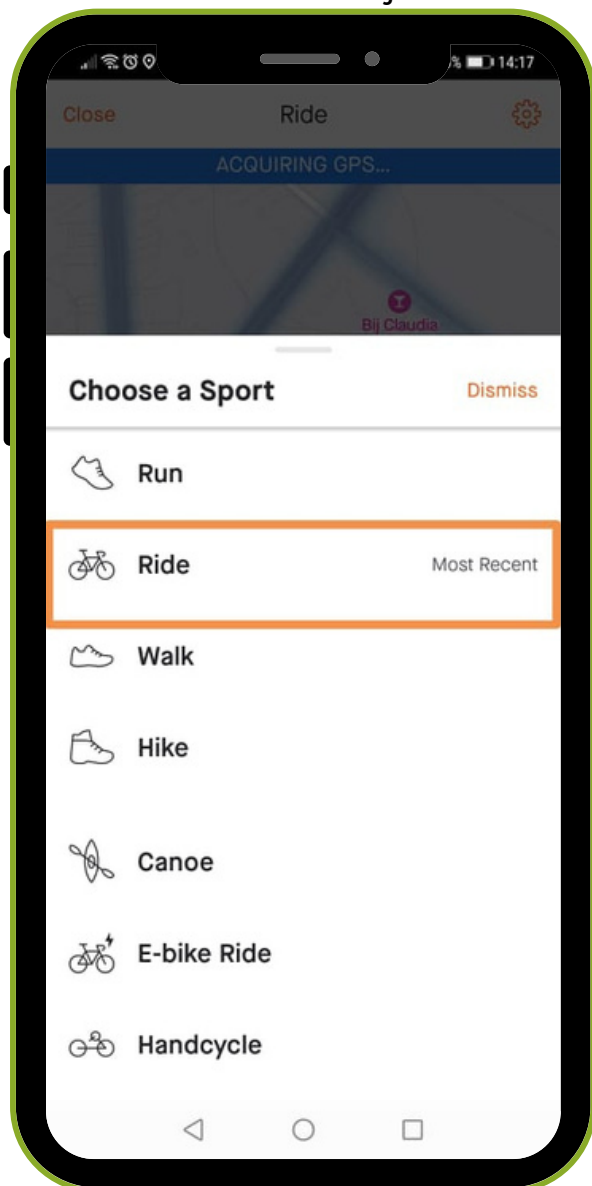 % 14:17
Close Ride
ACQUIRING GPS...
Bij Claudia
Choose a Sport Dismiss
Run
Ride Most Recent
Walk
Hike
Canoe
E-bike Ride
Handcycle